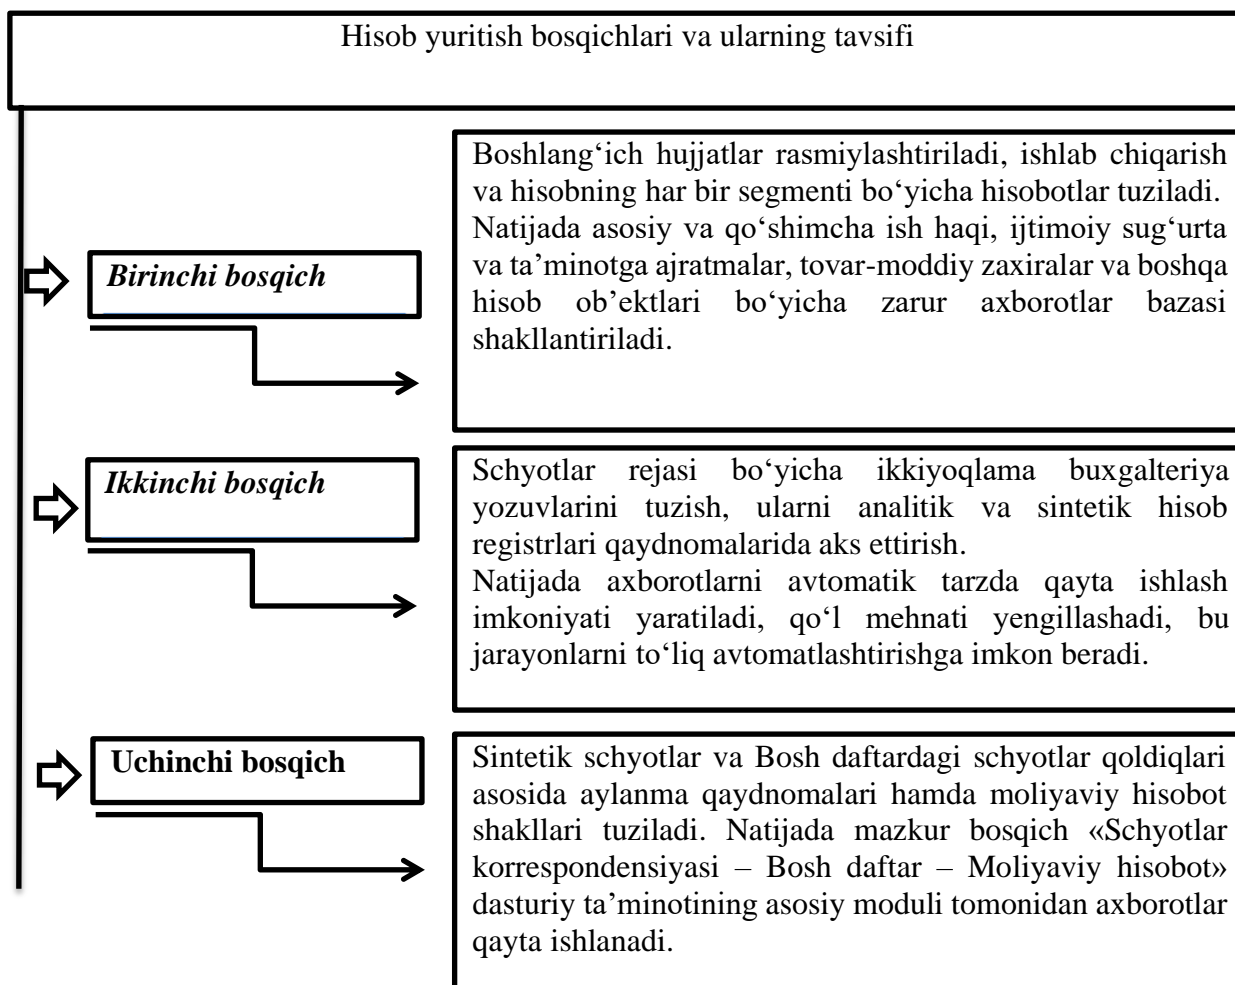 Hisob yuritish bosqichlari va ularning tavsifi
Birinchi bosqich
Boshlang‘ich hujjatlar rasmiylashtiriladi, ishlab chiqarish
va hisobning har bir segmenti bo‘yicha hisobotlar tuziladi.
Natijada asosiy va qo‘shimcha ish haqi, ijtimoiy sug‘urta
va ta’minotga ajratmalar, tovar-moddiy zaxiralar va boshqa
hisob ob’ektlari bo‘yicha zarur axborotlar bazasi
shakllantiriladi.
Ikkinchi bosqich
Schyotlar rejasi bo‘yicha ikkiyoqlama buxgalteriya
yozuvlarini tuzish, ularni analitik va sintetik hisob
registrlari qaydnomalarida aks ettirish.
Natijada axborotlarni avtomatik tarzda qayta ishlash
imkoniyati yaratiladi, qo‘l mehnati yengillashadi, bu
jarayonlarni to‘liq avtomatlashtirishga imkon beradi.
Uchinchi bosqich
Sintetik schyotlar va Bosh daftardagi schyotlar qoldiqlari
asosida aylanma qaydnomalari hamda moliyaviy hisobot
shakllari tuziladi. Natijada mazkur bosqich «Schyotlar
korrespondensiyasi – Bosh daftar – Moliyaviy hisobot»
dasturiy ta’minotining asosiy moduli tomonidan axborotlar
qayta ishlanadi.